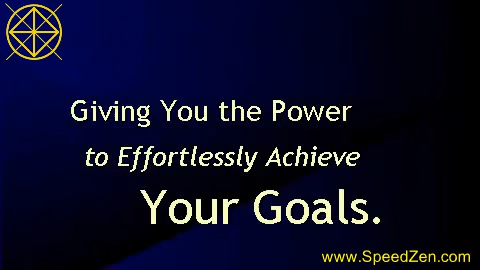 Giving You the Power
to Effortlessly Achieve
Your Goals.
www.SpeedZen.com